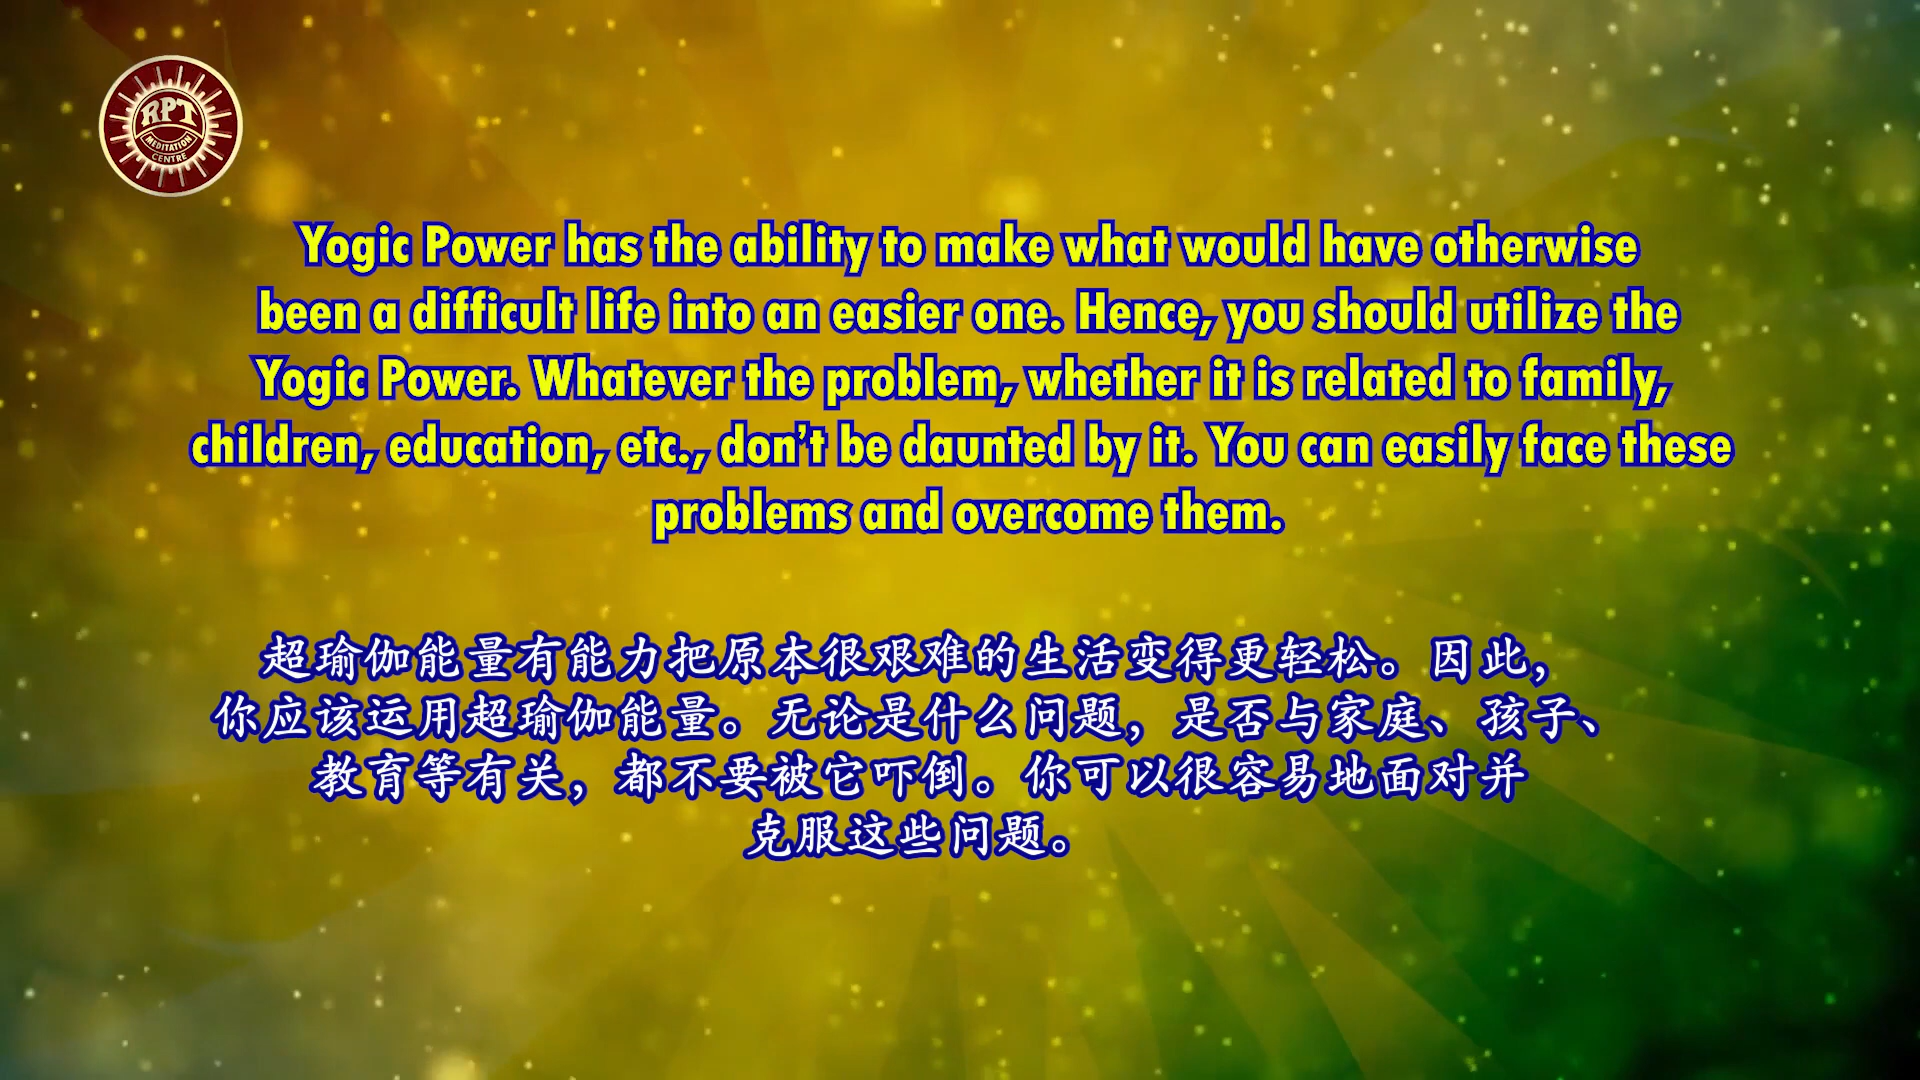 RPT
MEDITATION
CENTRE
Yogic Power has the ability to make what would have otherwise
been a difficult life into an easier one. Hence, you should utilize the
Yogic Power. Whatever the problem, whether it is related to family,
children, education, etc., don’t be daunted by it. You can easily face these
problems and overcome them.
超瑜伽能量有能力把原本很艰难的生活变得更轻松。因此，
你应该运用超瑜伽能量。无论是什么问题，是否与家庭、孩子、
教育等有关，都不要被它吓倒。你可以很容易地面对并
克服这些问题。